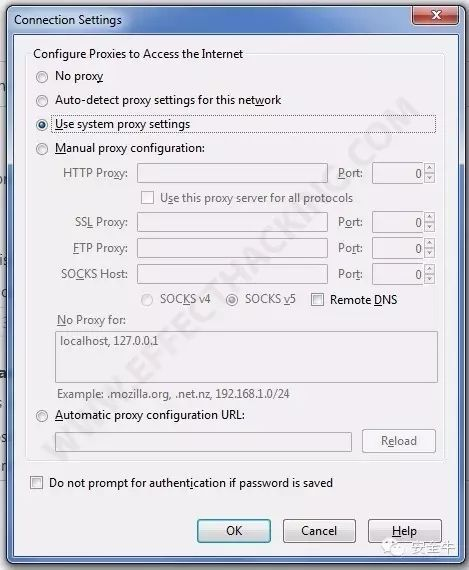 Connection Settings
Configure Proxies to Access the Internet
No proxy
Auto-detect proxy settings for this network
Use system proxy settings
Manual proxy configuration:
HTTP Proxy: Port: 0
Use this proxy server for all protocols
SSL Proxy: Port: 0
FTP Proxy: Port: 0
SOCKS Host: Port: 0
SOCKS v4 SOCKS v5 Remote DNS
No Proxy for:
localhost, 127.0.0.1
Example: .mozilla.org, .net.nz, 192.168.1.0/24
Automatic proxy configuration URL:
Reload
Do not prompt for authentication if password is saved
OK Cancel Help
WWW.EFFECTHACKING.COM
安全牛